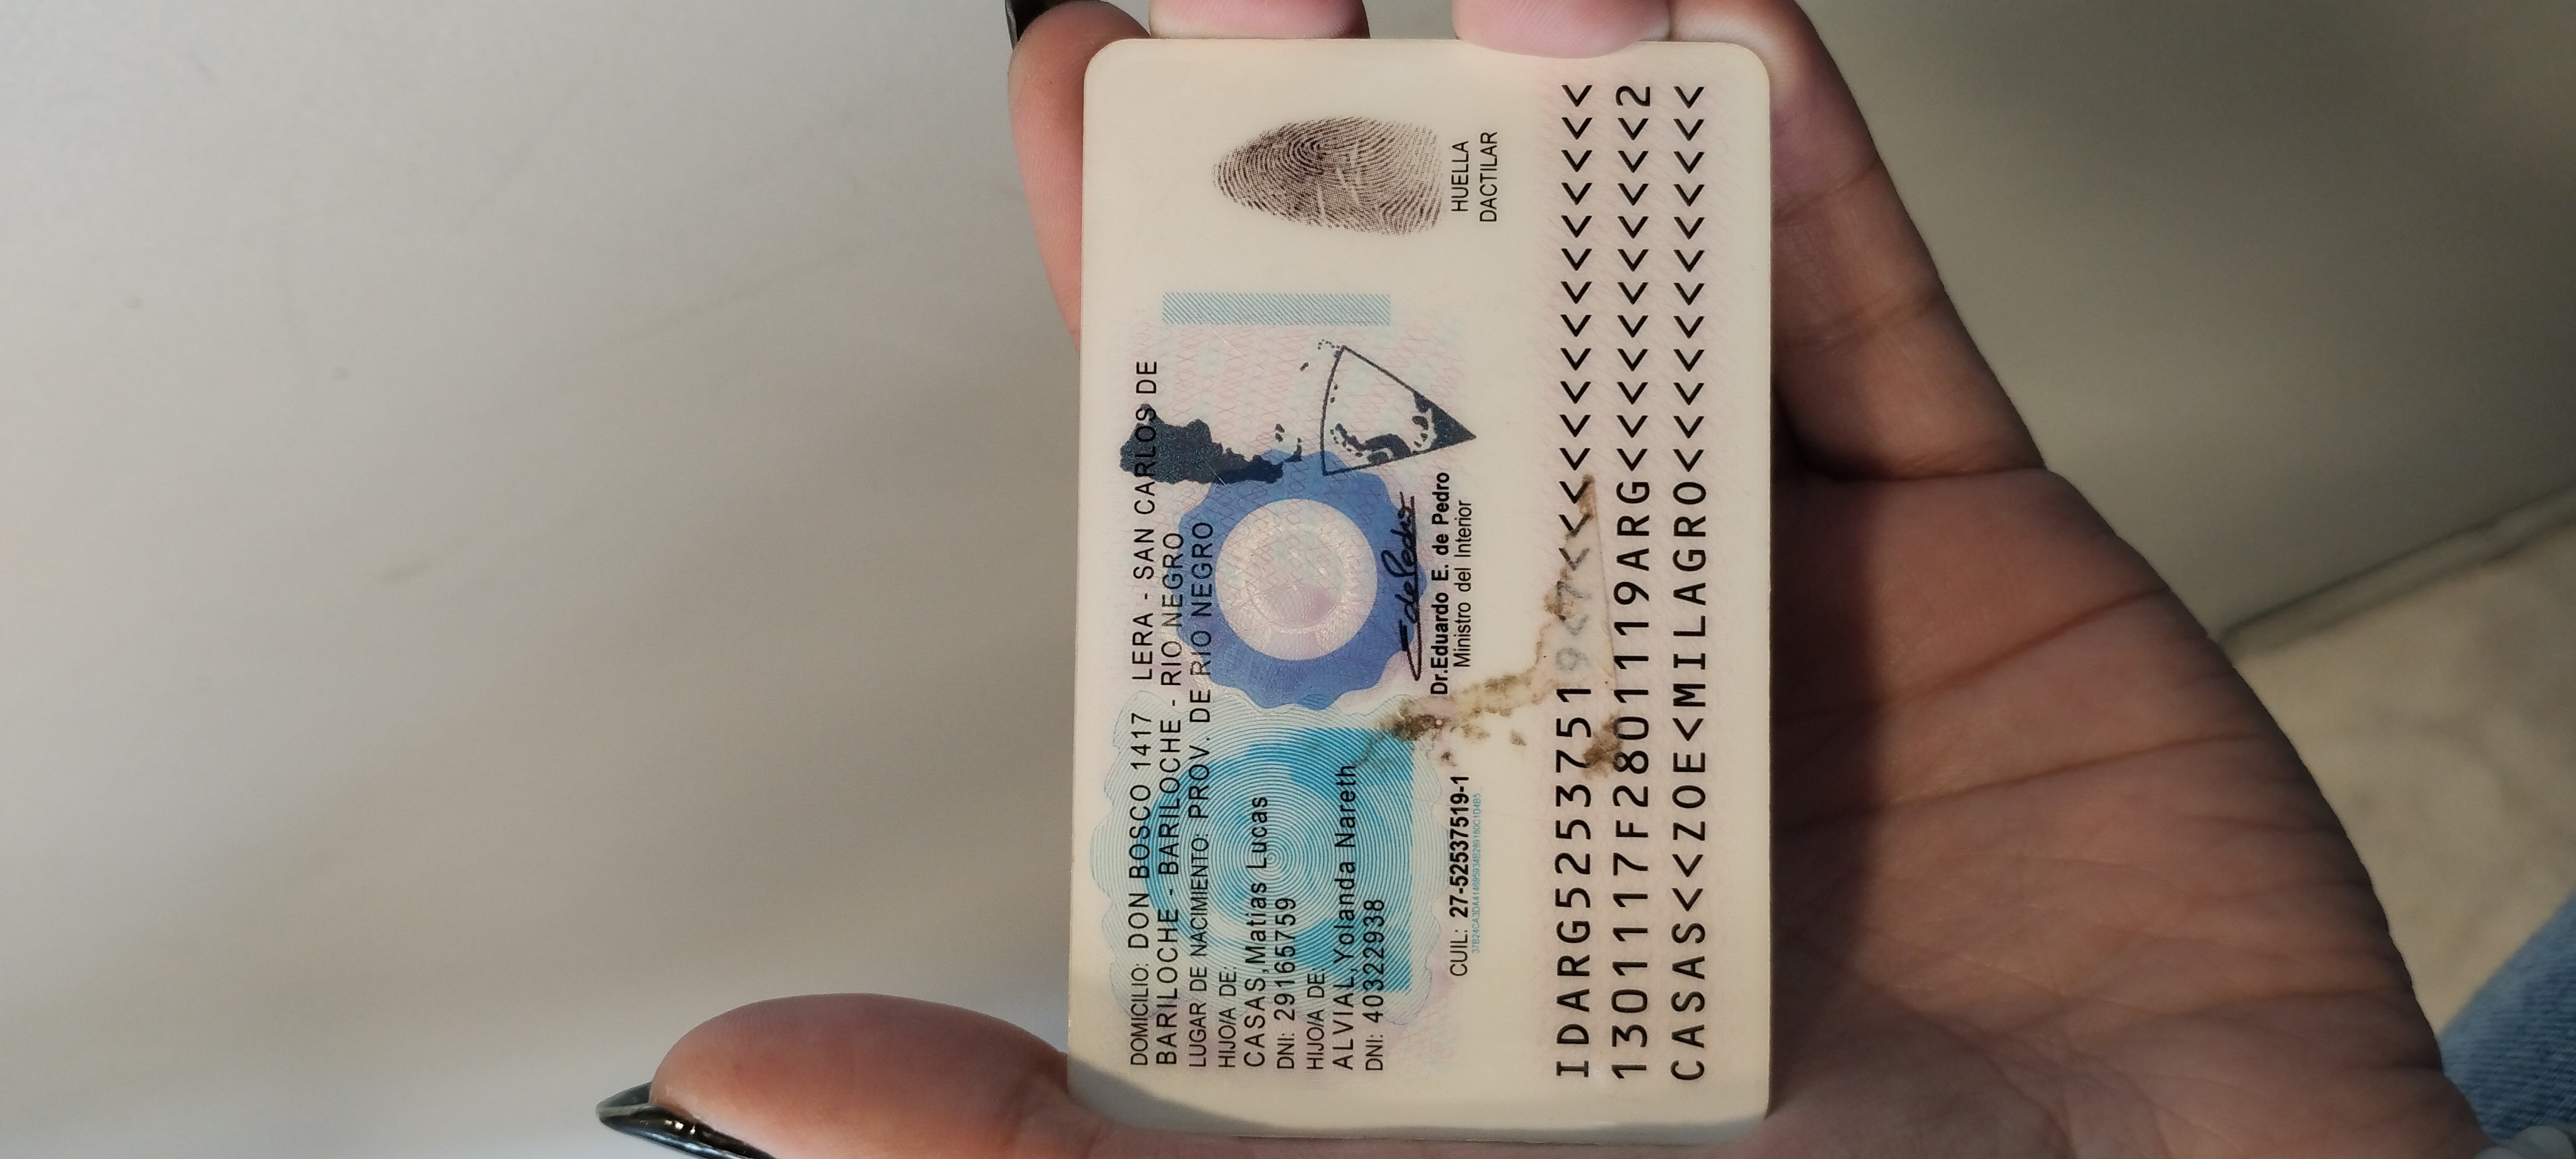 DOMICILIO: DON BOSCO 1417 LERA - SAN CARLOS DE
BARILOCHE - BARILOCHE - RIO NEGRO
LUGAR DE NACIMIENTO: PROV. DE RIO NEGRO
HIJO/A DE:
CASAS,Matias Lucas
DNI: 29165759
HIJO/A DE:
ALVIAL,Yolanda Nareth
DNI: 40322938
CUIL: 27-52537519-1
Dr.Eduardo E. de Pedro
Ministro del Interior
HUELLA
DACTILAR
IDARG52537519<7<<<<<<<<<<<<<<<
1301117F2801119ARG<<<<<<<<<<<2
CASAS<<ZOE<MILAGRO<<<<<<<<<<<<